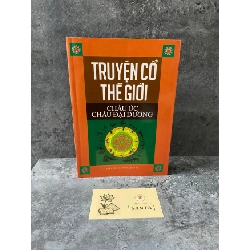 TRUYỆN CỔ
THẾ GIỚI
CHÂU ÚC
CHÂU ĐẠI DƯƠNG